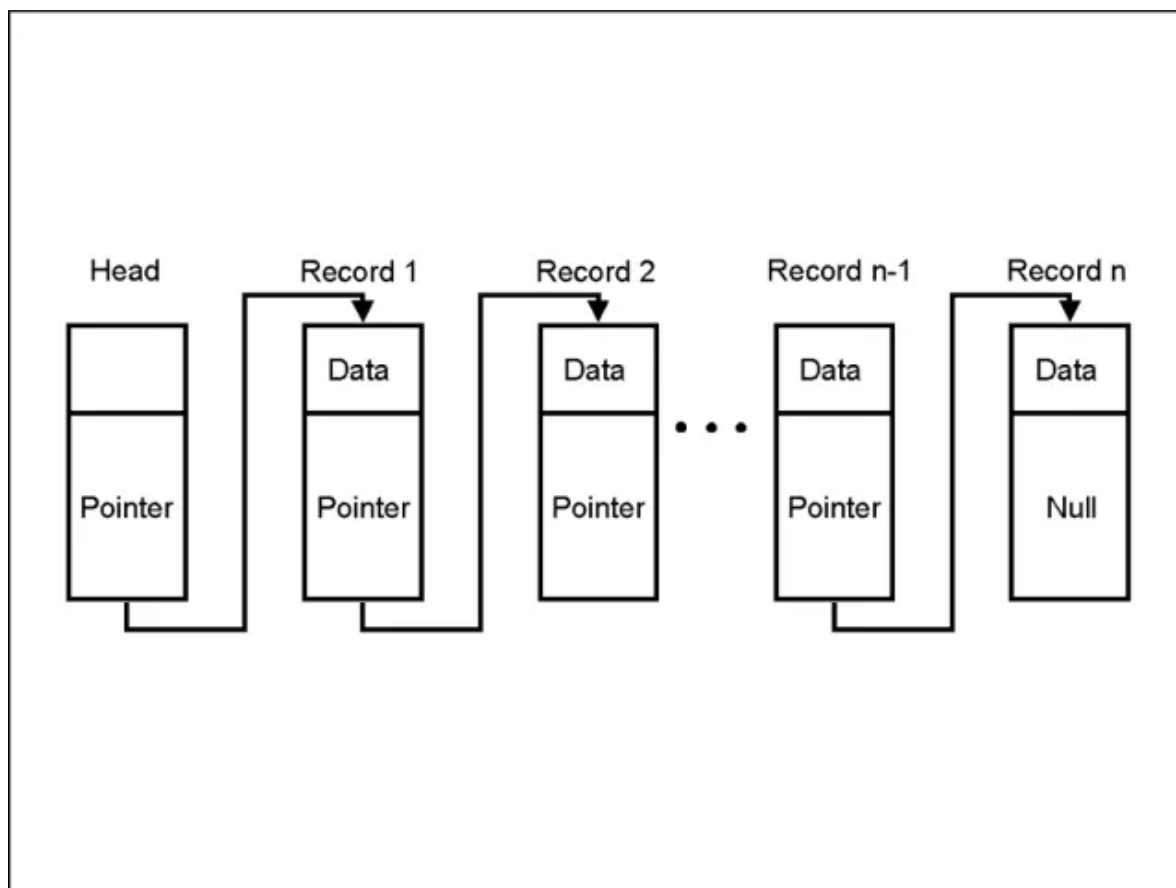 Head Record 1 Record 2 Record n-1 Record n
Data Data Data Data
Pointer Pointer Pointer Pointer Null